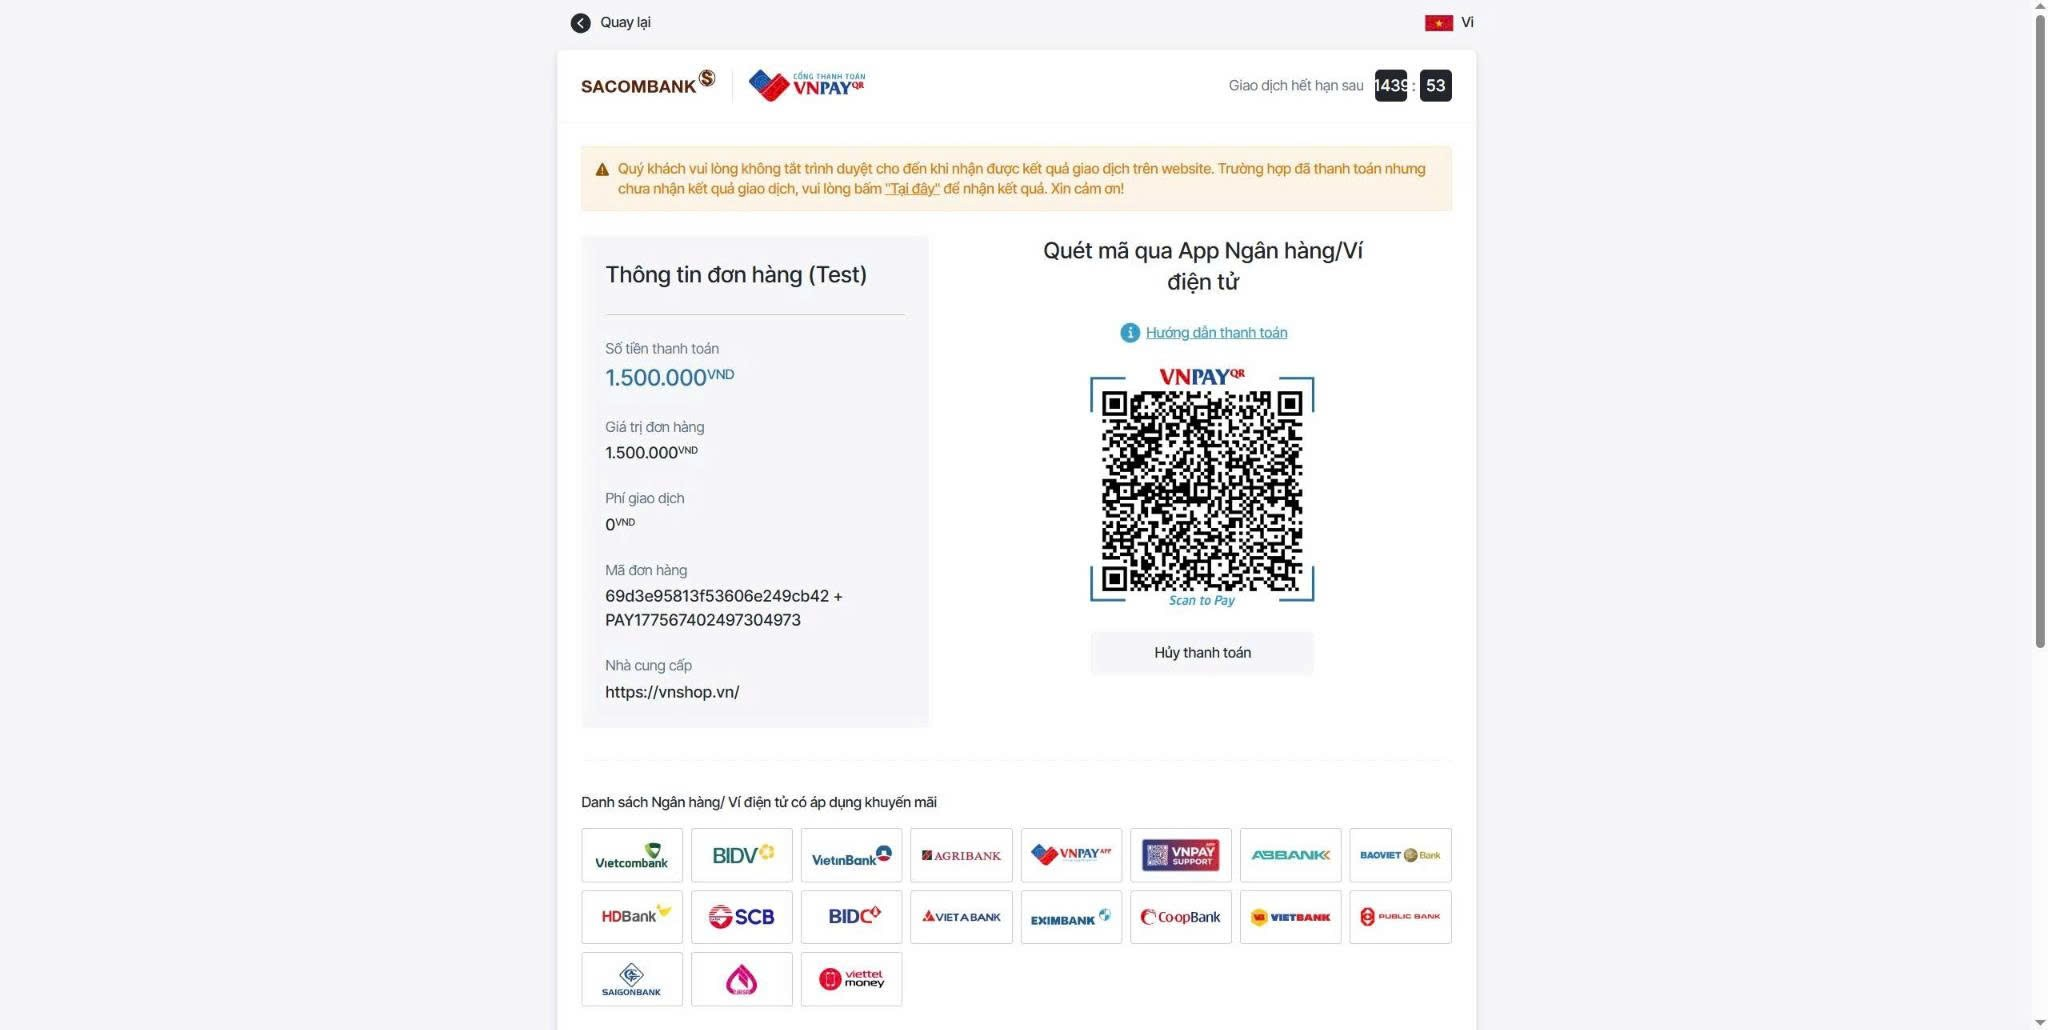 Quay lại
Vi
SACOMBANK
CỔNG THANH TOÁN
VNPAYQR
Giao dịch hết hạn sau 1439 : 53
Quý khách vui lòng không tắt trình duyệt cho đến khi nhận được kết quả giao dịch trên website. Trường hợp đã thanh toán nhưng
chưa nhận kết quả giao dịch, vui lòng bấm "Tại đây" để nhận kết quả. Xin cảm ơn!
Thông tin đơn hàng (Test)
Số tiền thanh toán
1.500.000VND
Giá trị đơn hàng
1.500.000VND
Phí giao dịch
0VND
Mã đơn hàng
69d3e95813f53606e249cb42 +
PAY177567402497304973
Nhà cung cấp
https://vnshop.vn/
Quét mã qua App Ngân hàng/Ví
điện tử
Hướng dẫn thanh toán
VNPAYQR
Scan to Pay
Hủy thanh toán
Danh sách Ngân hàng/ Ví điện tử có áp dụng khuyến mãi
Vietcombank
BIDV
VietinBank
AGRIBANK
VNPAY APP
VNPAY SUPPORT
ABBANK
BAOVIET Bank
HDBank
SCB
BIDC
VIETABANK
EXIMBANK
Co-opBank
VIETBANK
PUBLIC BANK
SAIGONBANK
viettel money